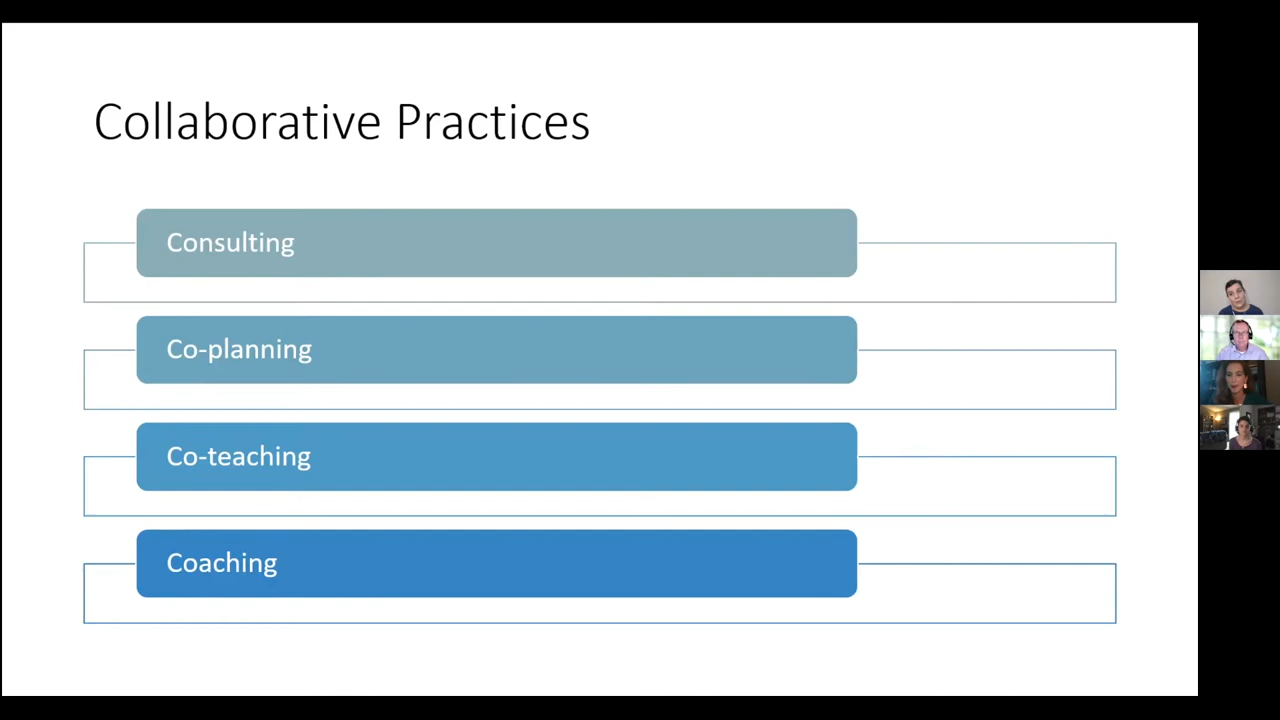 Collaborative Practices
Consulting
Co-planning
Co-teaching
Coaching